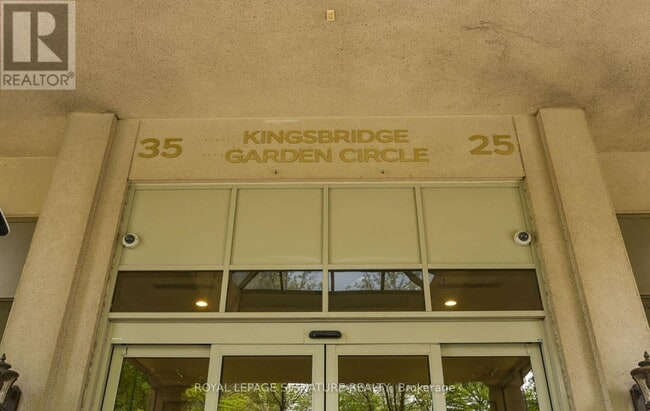 R
REALTOR®
35 KINGSBRIDGE 25
GARDEN CIRCLE
ROYAL LEPAGE SIGNATURE REALTY, Brokerage